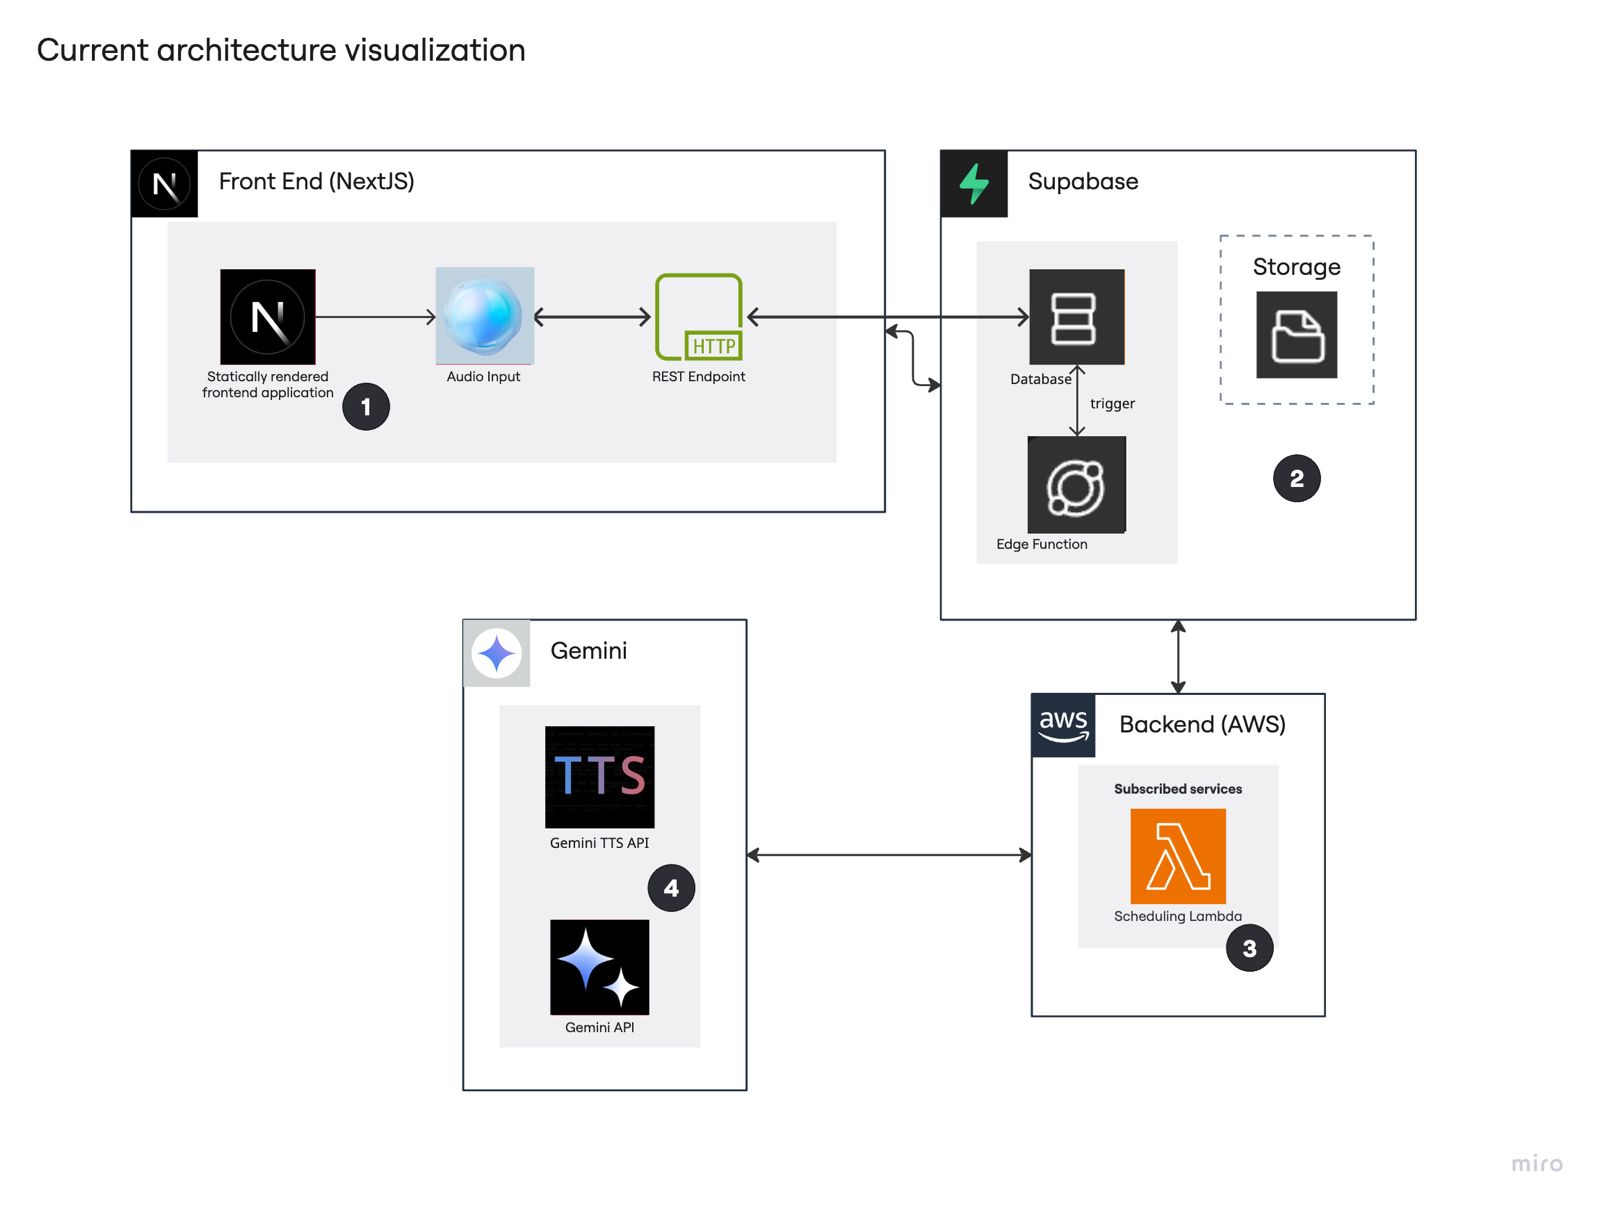 Current architecture visualization
Front End (NextJS)
Statically rendered
frontend application
1
Audio Input
HTTP
REST Endpoint
Supabase
Storage
Database
trigger
2
Edge Function
Gemini
TTS
Gemini TTS API
4
Gemini API
aws
Backend (AWS)
Subscribed services
Scheduling Lambda
3
miro